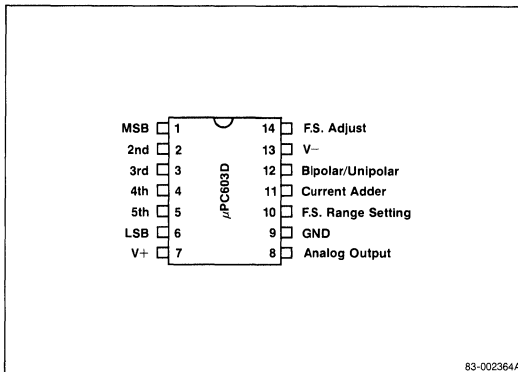 MSB 1 14 F.S. Adjust
2nd 2 13 V−
3rd 3 12 Bipolar/Unipolar
4th 4 11 Current Adder
5th 5 10 F.S. Range Setting
LSB 6 9 GND
V+ 7 8 Analog Output
μPC603D
83-002364A